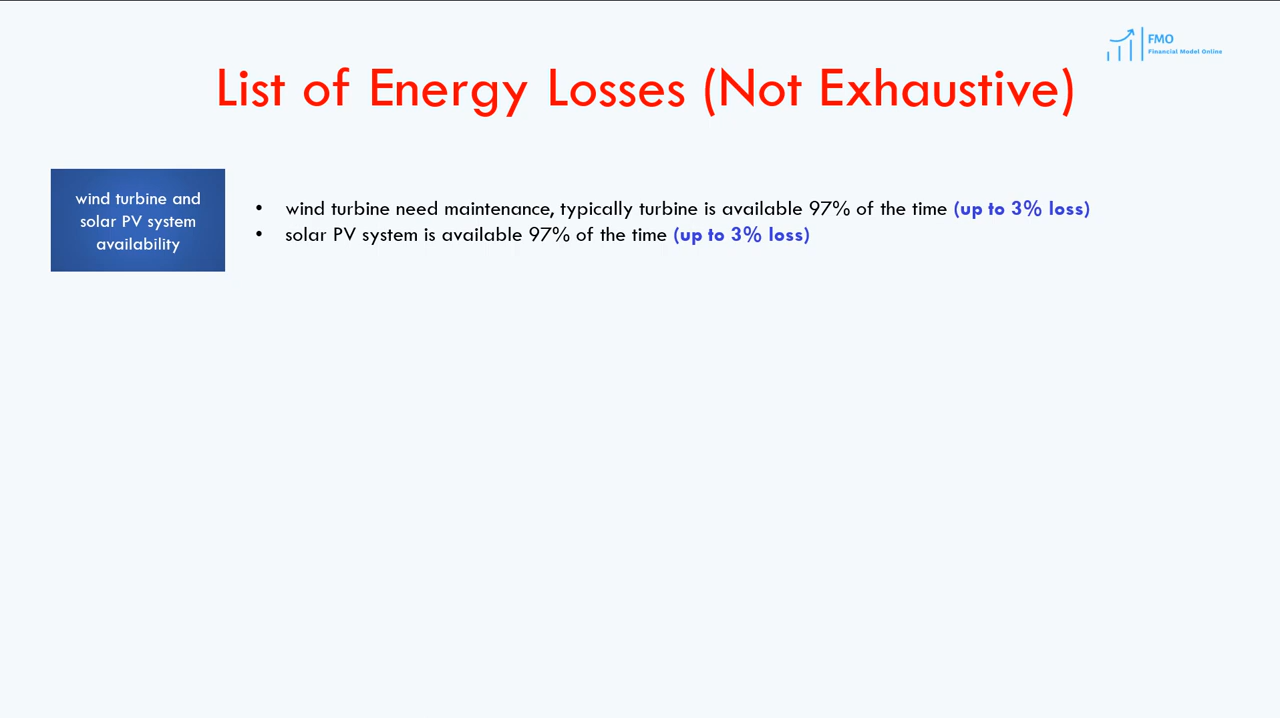 FMO
Financial Model Online
List of Energy Losses (Not Exhaustive)
wind turbine and
solar PV system
availability
• wind turbine need maintenance, typically turbine is available 97% of the time (up to 3% loss)
• solar PV system is available 97% of the time (up to 3% loss)